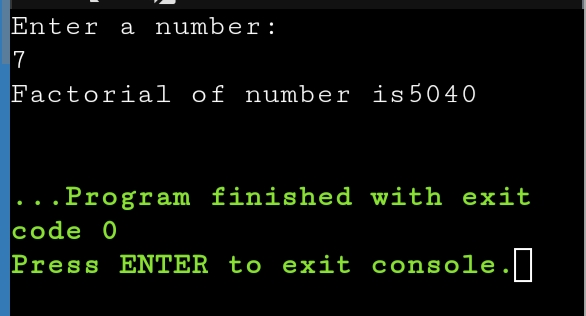 Enter a number:
7
Factorial of number is5040
...Program finished with exit
code 0
Press ENTER to exit console.